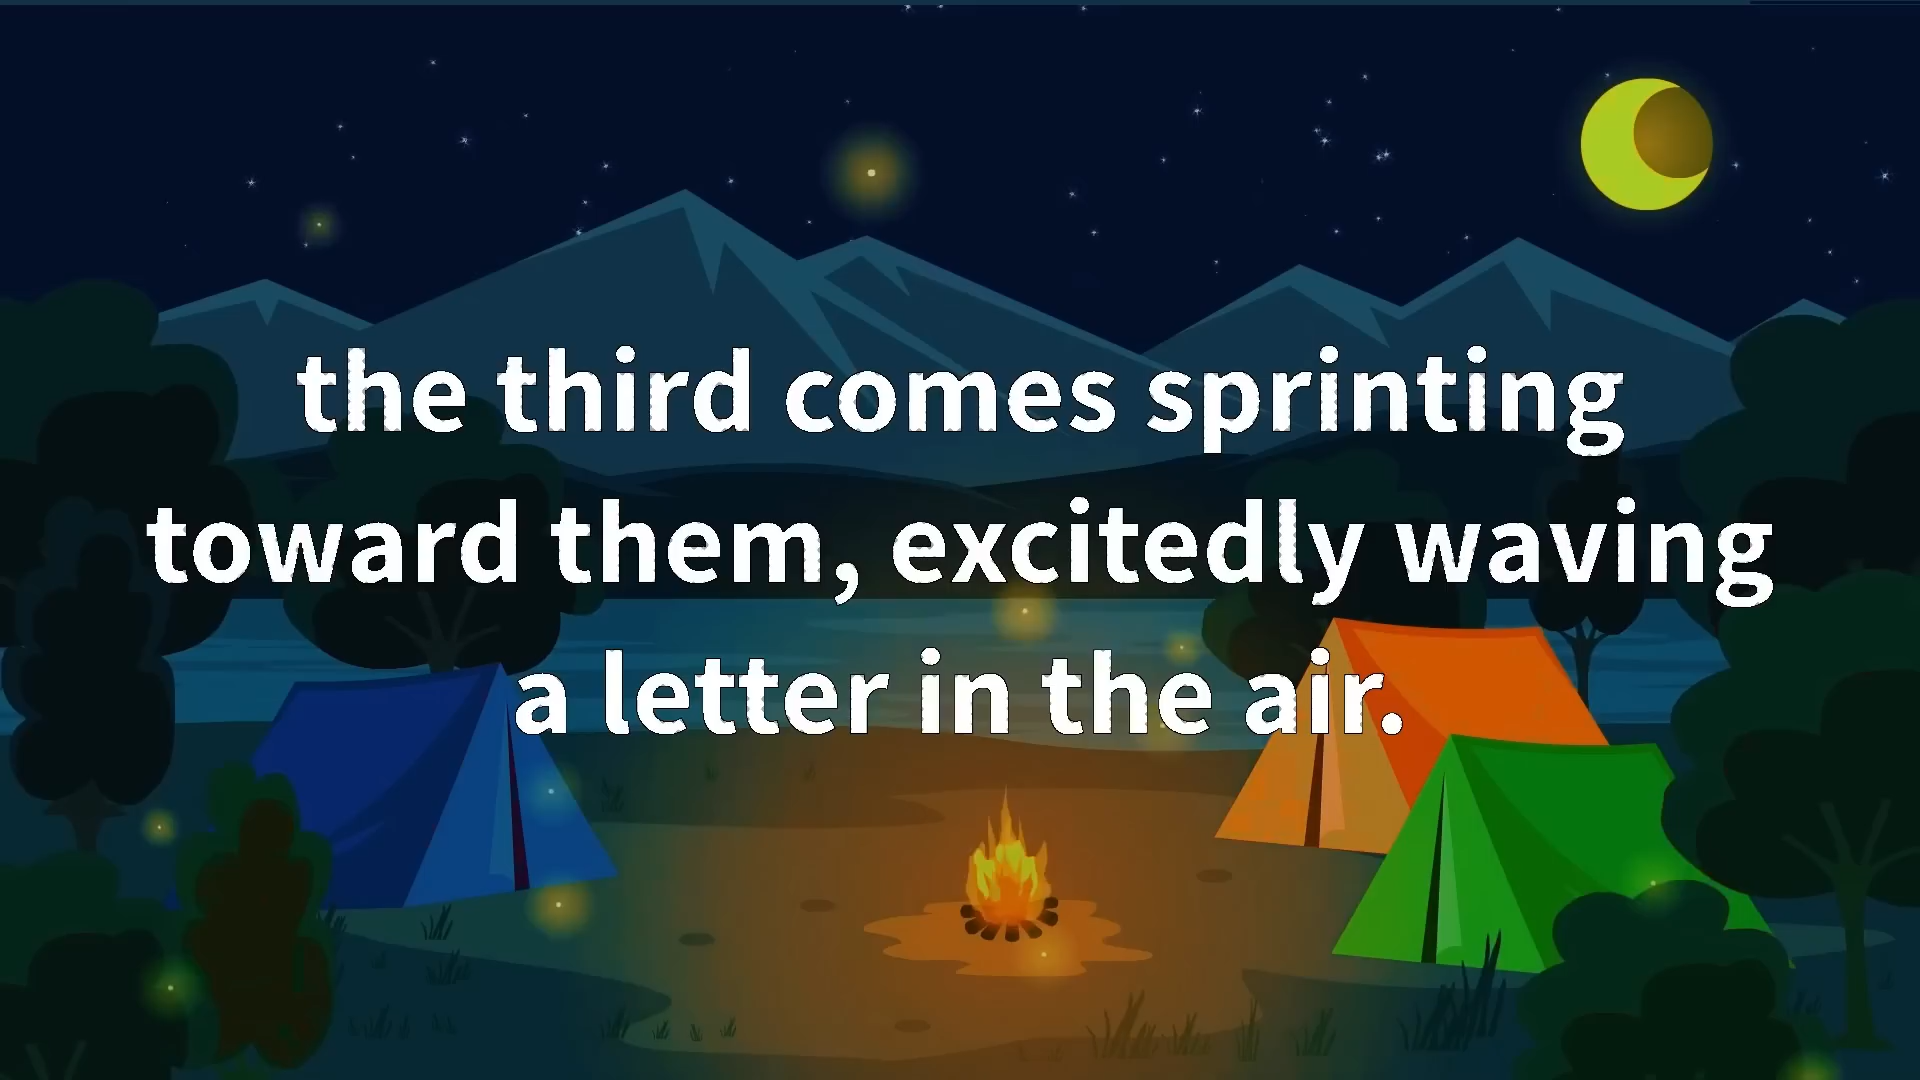 the third comes sprinting
toward them, excitedly waving
a letter in the air.